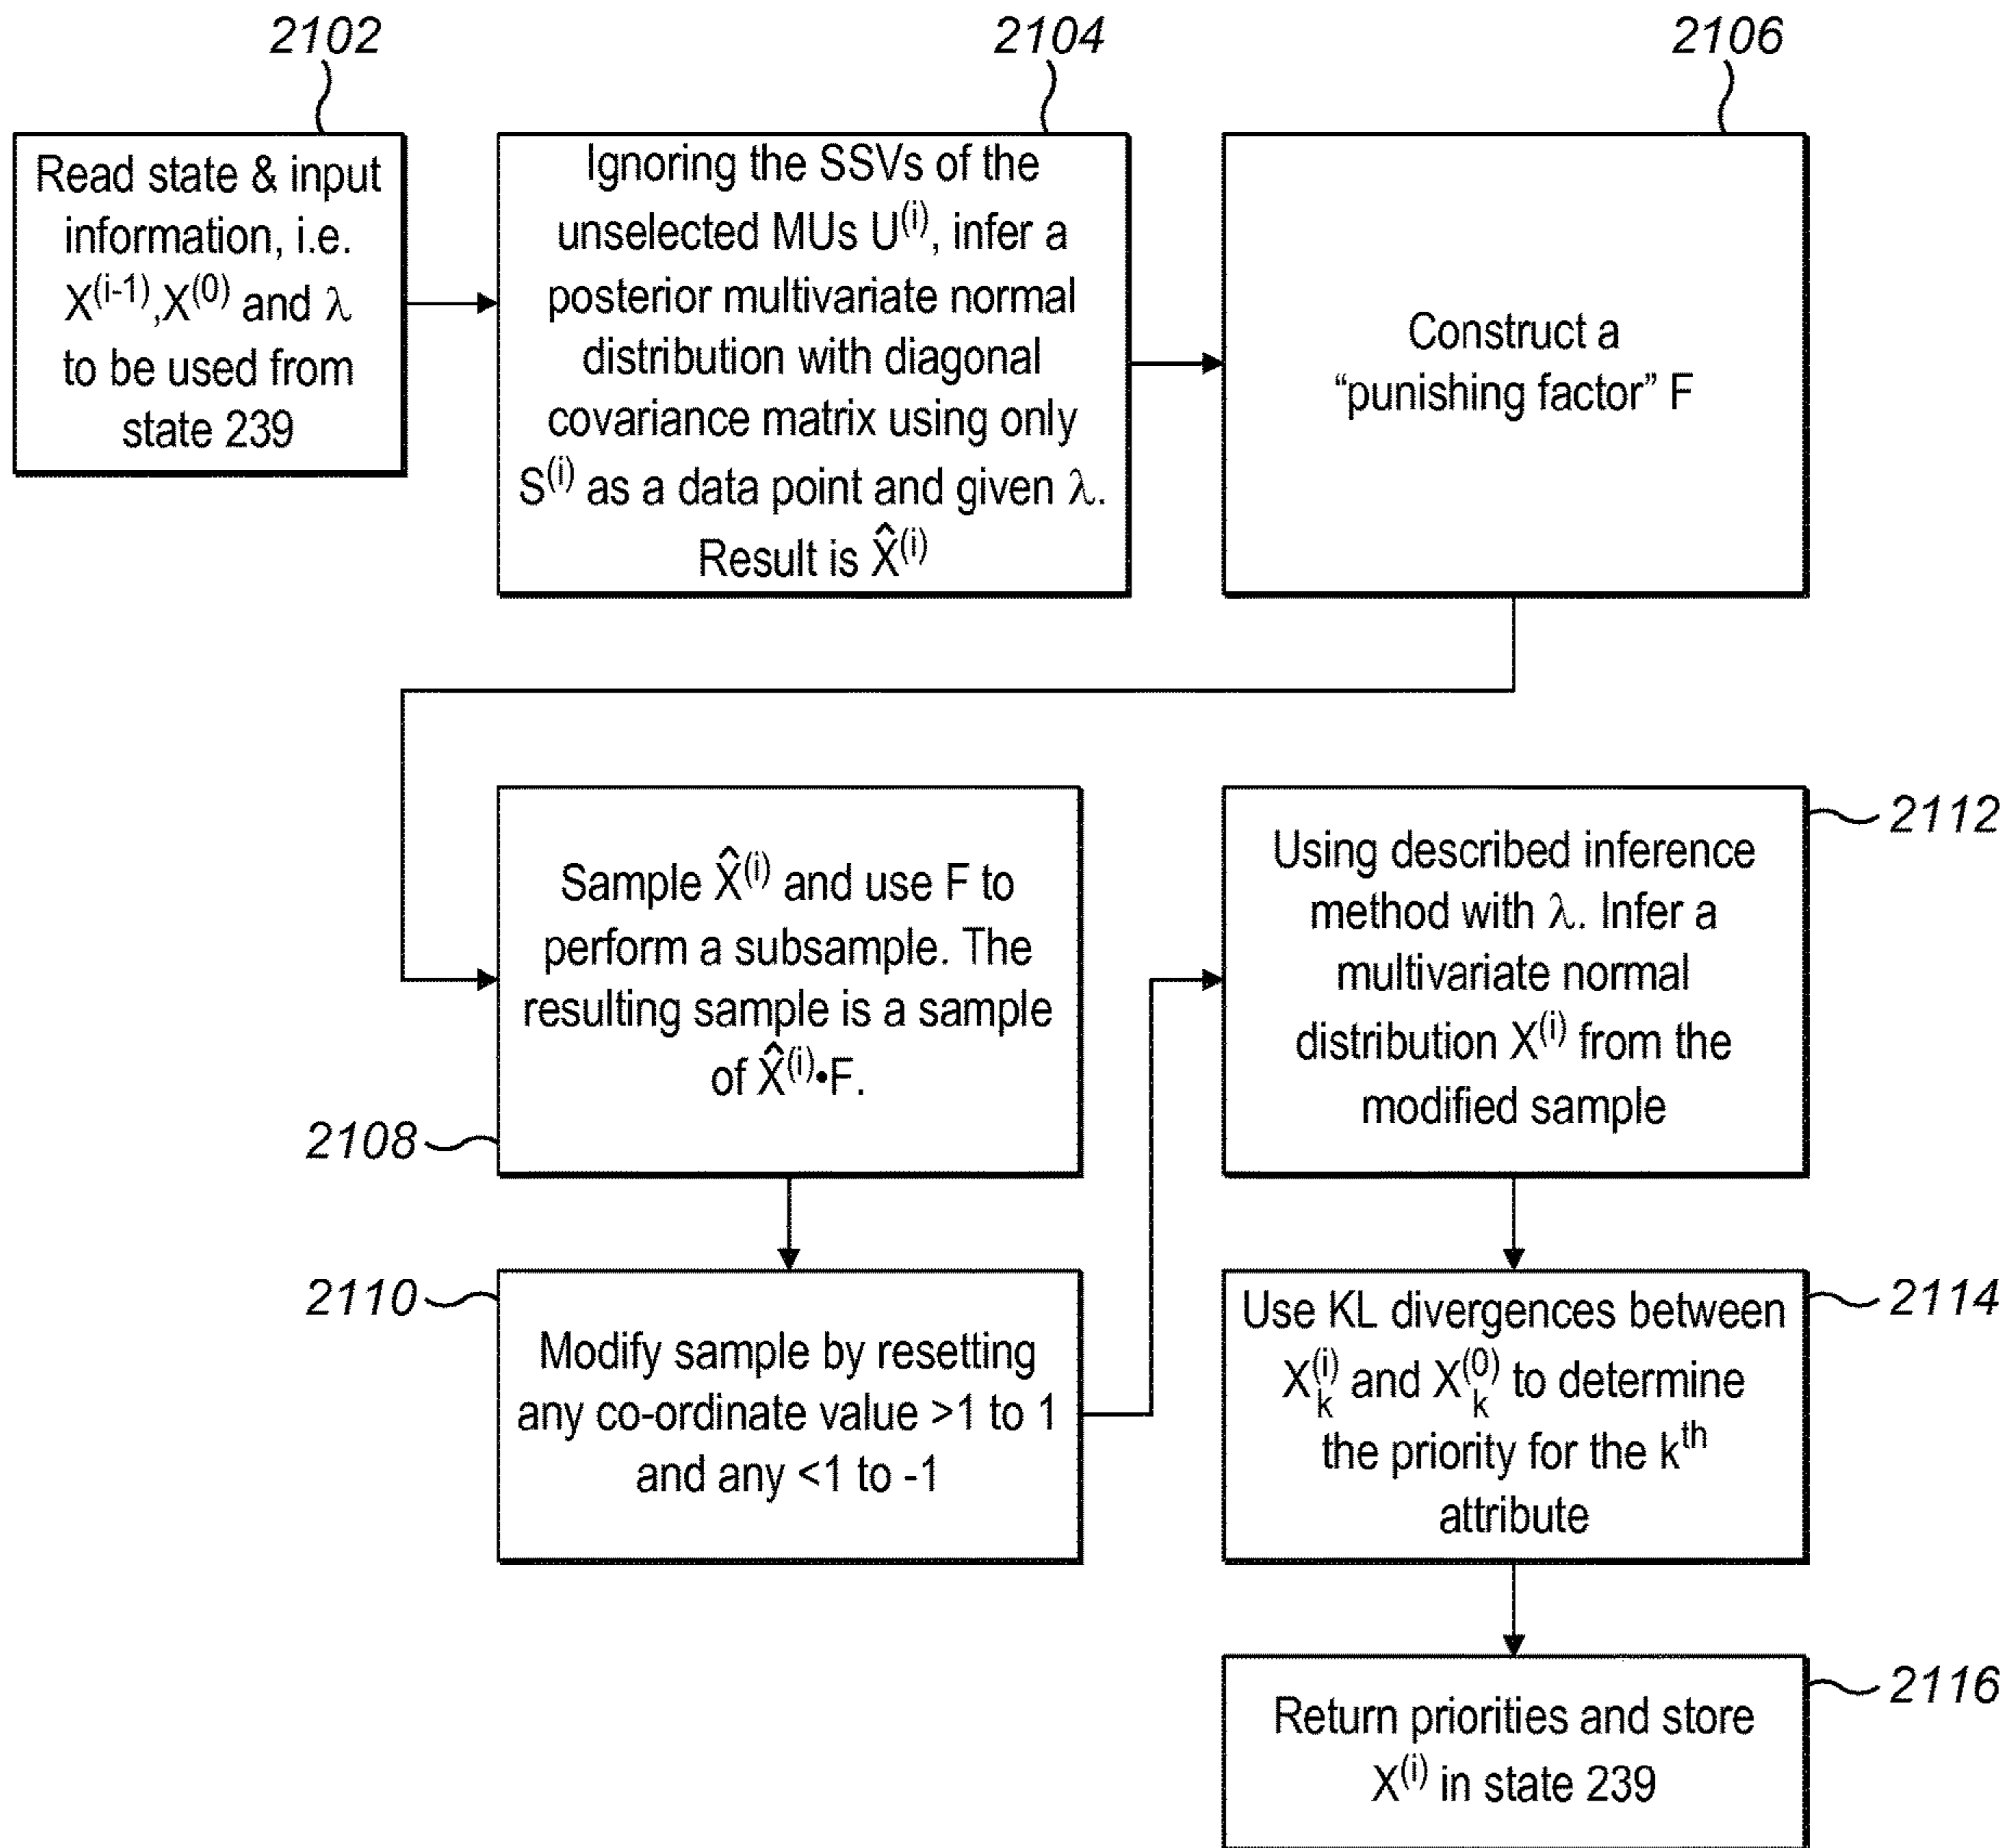 2102
2104
2106
Read state & input
information, i.e.
X^(i-1),X^(0) and λ
to be used from
state 239
Ignoring the SSVs of the
unselected MUs U^(i), infer a
posterior multivariate normal
distribution with diagonal
covariance matrix using only
S^(i) as a data point and given λ.
Result is X̂^(i)
Construct a
“punishing factor” F
Sample X̂^(i) and use F to
perform a subsample. The
resulting sample is a sample
of X̂^(i)•F.
2108
2110
Modify sample by resetting
any co-ordinate value >1 to 1
and any <1 to -1
2112
Using described inference
method with λ. Infer a
multivariate normal
distribution X^(i) from the
modified sample
2114
Use KL divergences between
X_k^(i) and X_k^(0) to determine
the priority for the k^th
attribute
2116
Return priorities and store
X^(i) in state 239